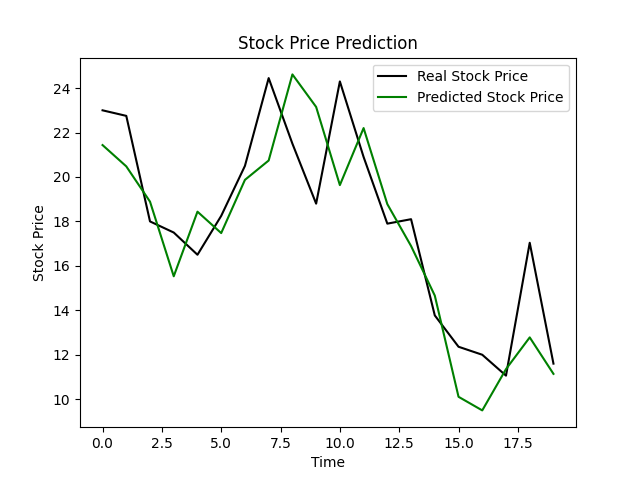 Stock Price Prediction
Real Stock Price
Predicted Stock Price
Stock Price
24
22
20
18
16
14
12
10
0.0 2.5 5.0 7.5 10.0 12.5 15.0 17.5
Time